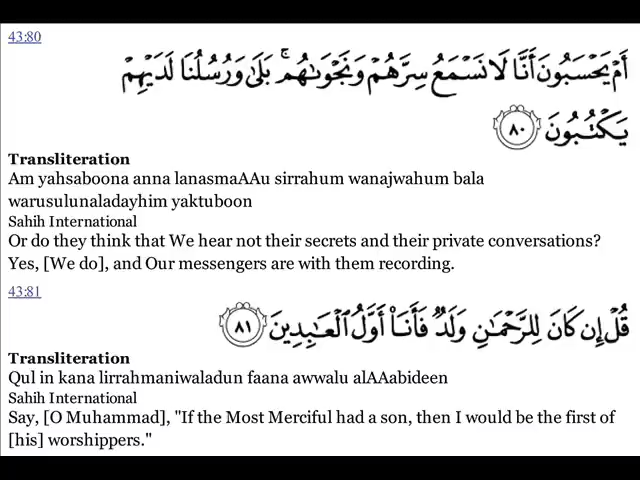 43:80
أَمْ يَحْسَبُونَ أَنَّا لَا نَسْمَعُ سِرَّهُمْ وَنَجْوَىٰهُم ۚ بَلَىٰ وَرُسُلُنَا لَدَيْهِمْ
يَكْتُبُونَ ٨٠
Transliteration
Am yahsaboona anna lanasmaAAu sirrahum wanajwahum bala
warusulunaladayhim yaktuboon
Sahih International
Or do they think that We hear not their secrets and their private conversations?
Yes, [We do], and Our messengers are with them recording.
43:81
قُلْ إِن كَانَ لِلرَّحْمَـٰنِ وَلَدٌ فَأَنَا۠ أَوَّلُ الْعَـٰبِدِينَ ٨١
Transliteration
Qul in kana lirrahmaniwaladun faana awwalu alAAabideen
Sahih International
Say, [O Muhammad], "If the Most Merciful had a son, then I would be the first of
[his] worshippers."